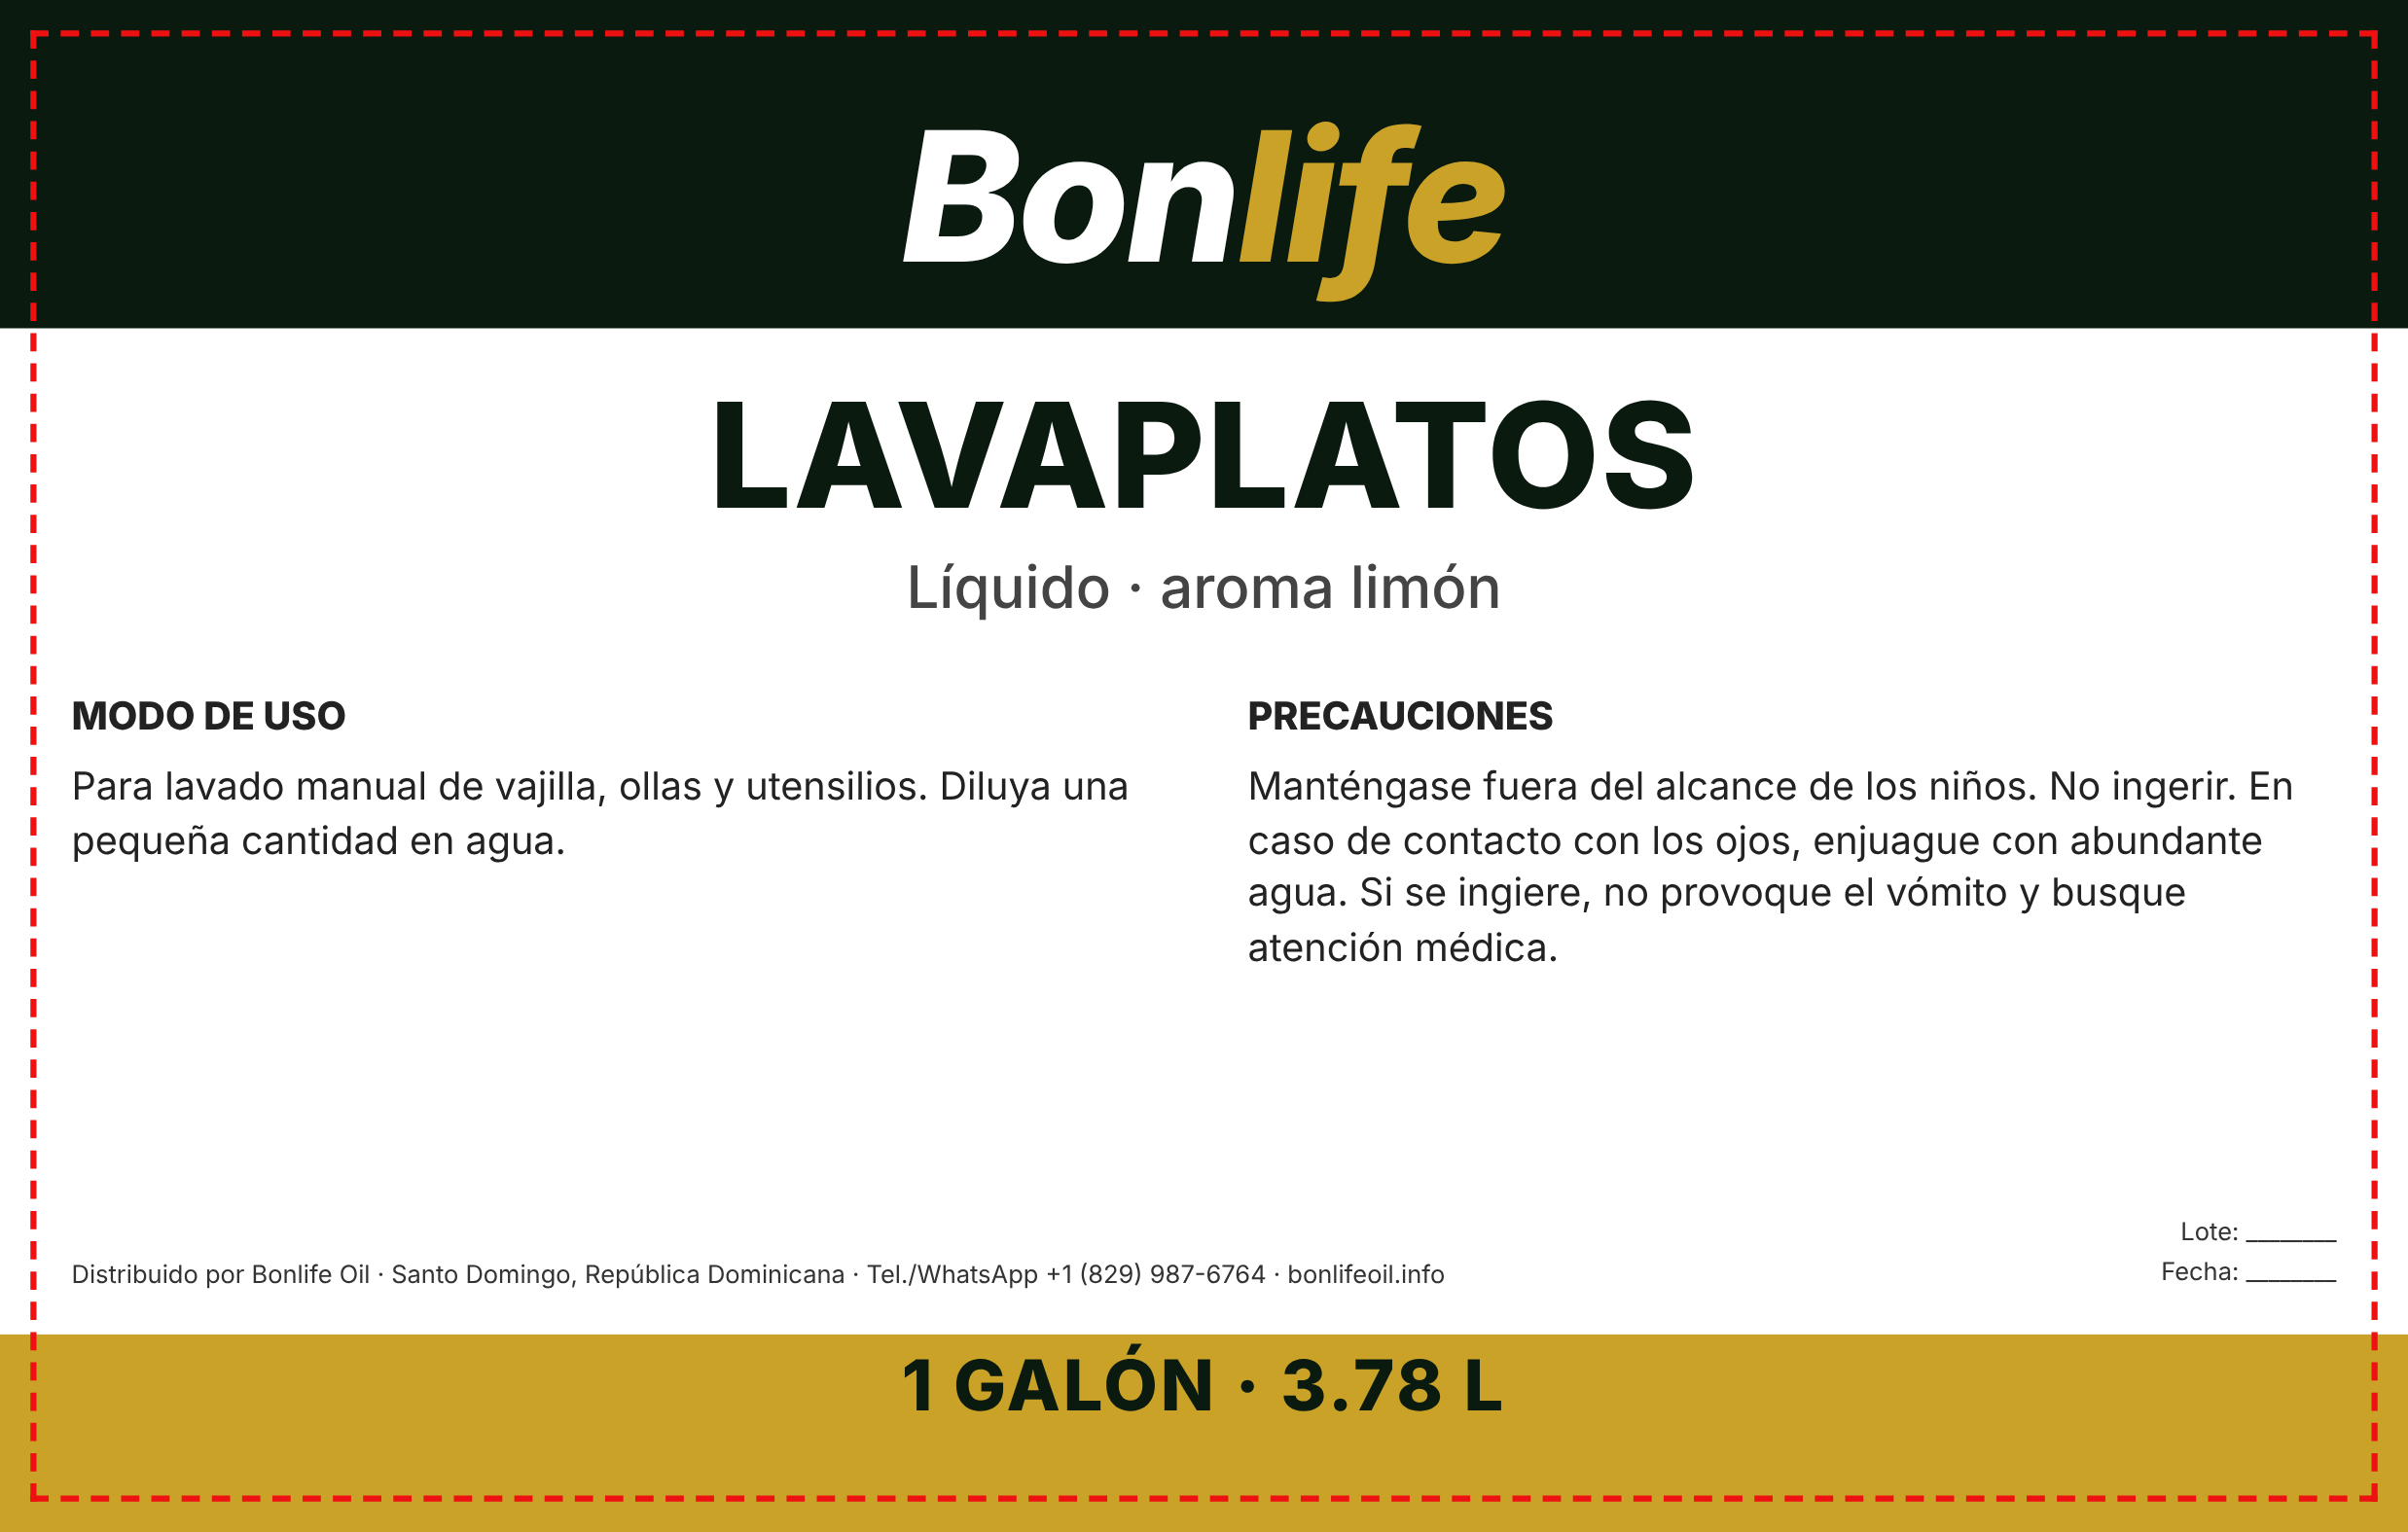 Bonlife
LAVAPLATOS
Líquido · aroma limón
MODO DE USO
Para lavado manual de vajilla, ollas y utensilios. Diluya una
pequeña cantidad en agua.
PRECAUCIONES
Manténgase fuera del alcance de los niños. No ingerir. En
caso de contacto con los ojos, enjuague con abundante
agua. Si se ingiere, no provoque el vómito y busque
atención médica.
Distribuido por Bonlife Oil · Santo Domingo, República Dominicana · Tel./WhatsApp +1 (829) 987-6764 · bonlifeoil.info
Lote: ________
Fecha: ________
1 GALÓN · 3.78 L